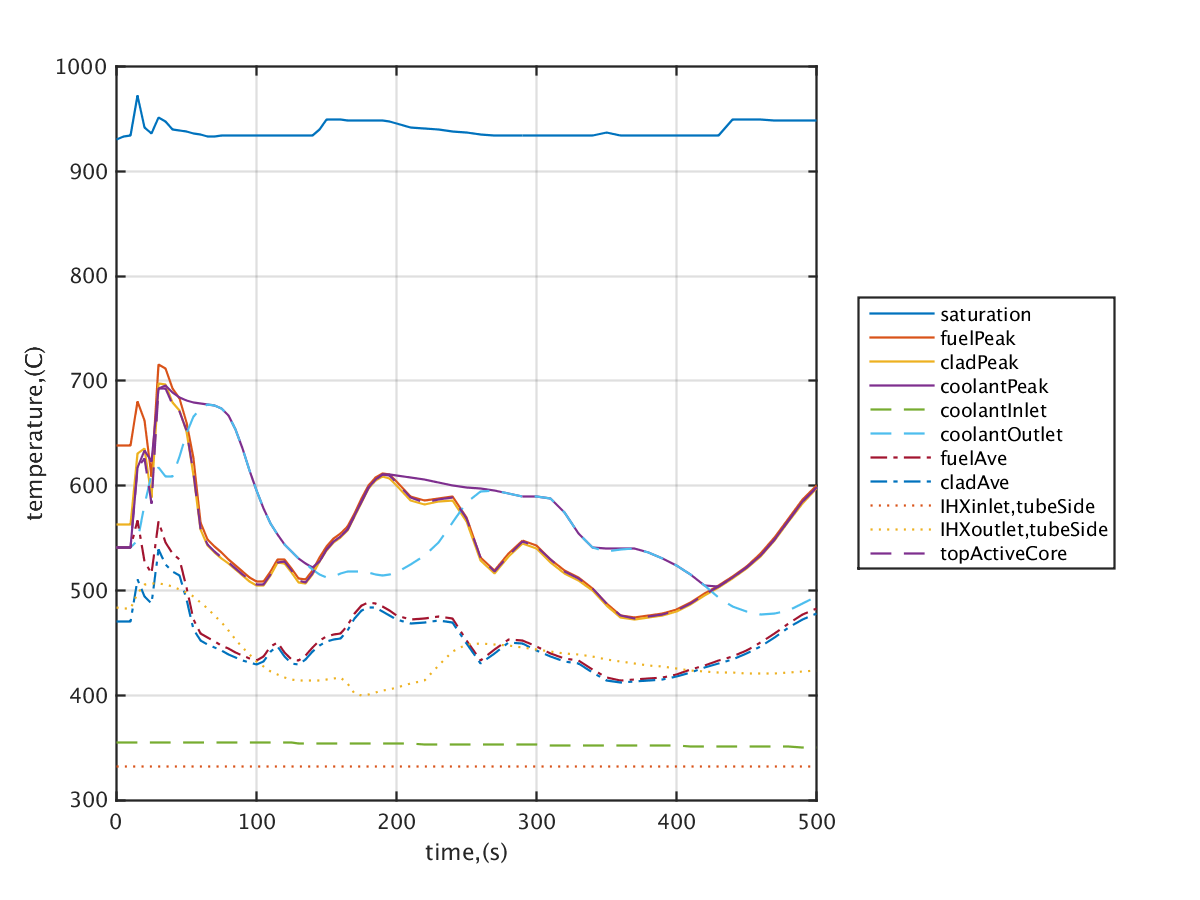 1000
900
800
700
600
500
400
300
temperature,(C)
0 100 200 300 400 500
time,(s)
saturation
fuelPeak
cladPeak
coolantPeak
coolantInlet
coolantOutlet
fuelAve
cladAve
IHXinlet,tubeSide
IHXoutlet,tubeSide
topActiveCore